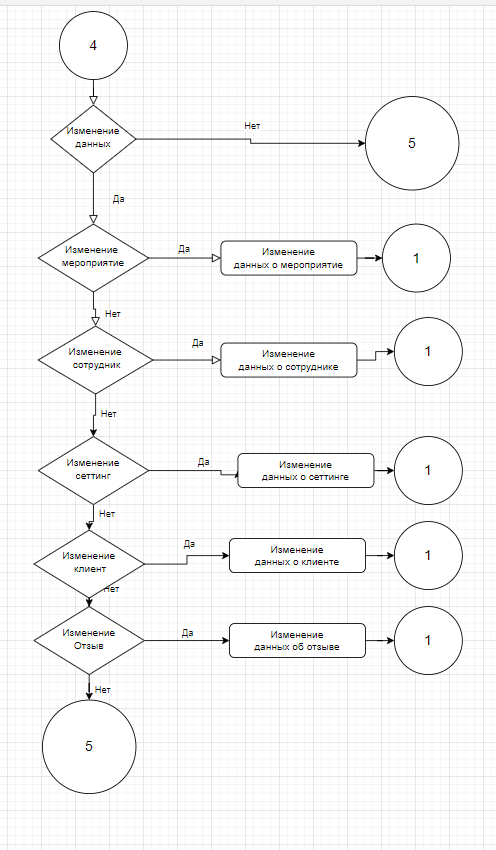 4
Изменение
данных
Нет
5
Да
Изменение
мероприятие
Да
Изменение
данных о мероприятие
1
Нет
Изменение
сотрудник
Да
Изменение
данных о сотруднике
1
Нет
Изменение
сеттинг
Да
Изменение
данных о сеттинге
1
Нет
Изменение
клиент
Да
Изменение
данных о клиенте
1
Нет
Изменение
Отзыв
Да
Изменение
данных об отзыве
1
Нет
5